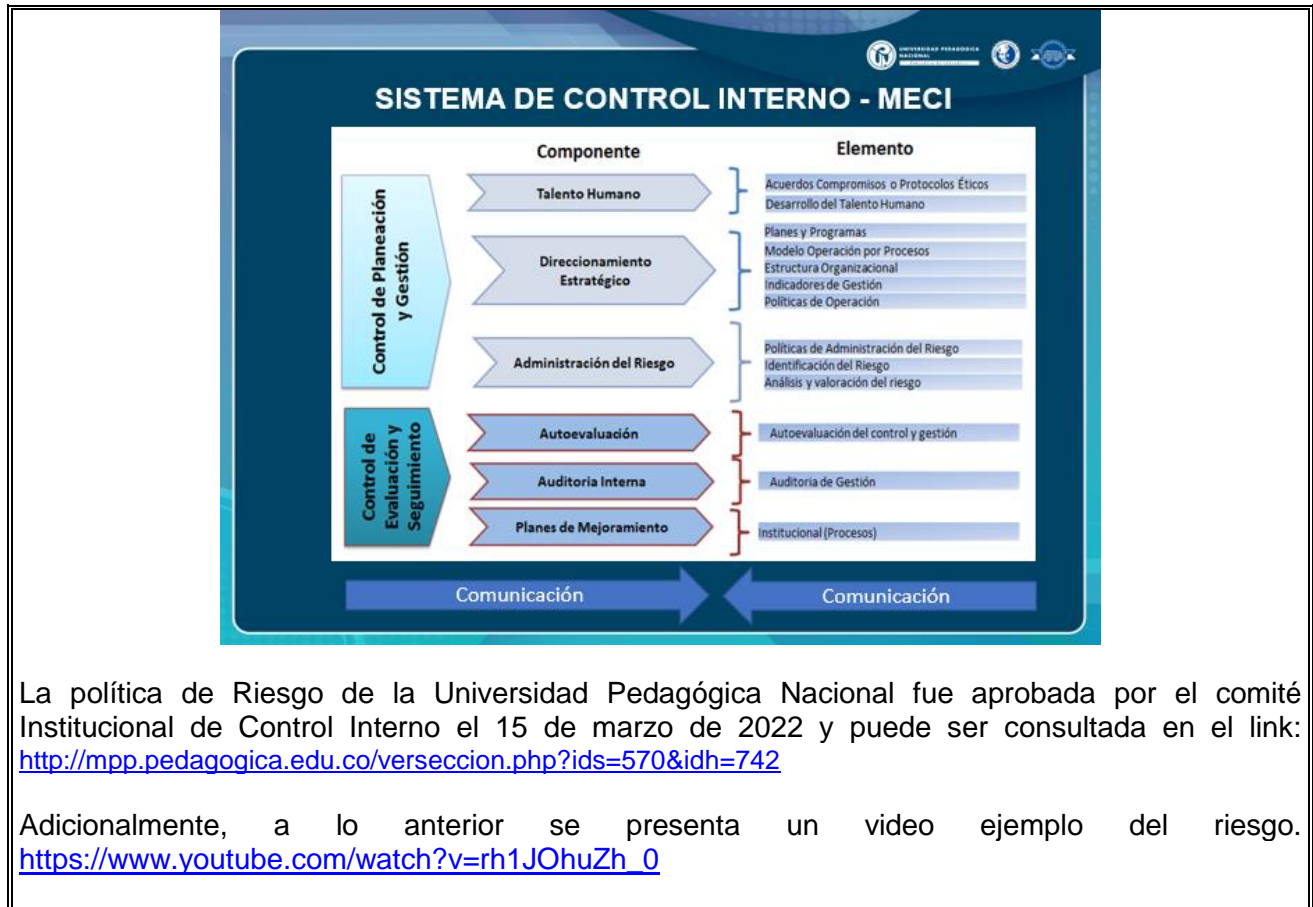 UNIVERSIDAD PEDAGOGICA
NACIONAL
SISTEMA DE CONTROL INTERNO - MECI
Componente
Elemento
Control de Planeación
y Gestión
Talento Humano
Acuerdos Compromisos o Protocolos Éticos
Desarrollo del Talento Humano
Direccionamiento
Estratégico
Planes y Programas
Modelo Operación por Procesos
Estructura Organizacional
Indicadores de Gestión
Políticas de Operación
Administración del Riesgo
Políticas de Administración del Riesgo
Identificación del Riesgo
Análisis y valoración del riesgo
Control de
Evaluación y
Seguimiento
Autoevaluación
Autoevaluación del control y gestión
Auditoria Interna
Auditoria de Gestión
Planes de Mejoramiento
Institucional (Procesos)
Comunicación
Comunicación
La política de Riesgo de la Universidad Pedagógica Nacional fue aprobada por el comité
Institucional de Control Interno el 15 de marzo de 2022 y puede ser consultada en el link:
http://mpp.pedagogica.edu.co/verseccion.php?ids=570&idh=742
Adicionalmente, a lo anterior se presenta un video ejemplo del riesgo.
https://www.youtube.com/watch?v=rh1JOhuZh_0